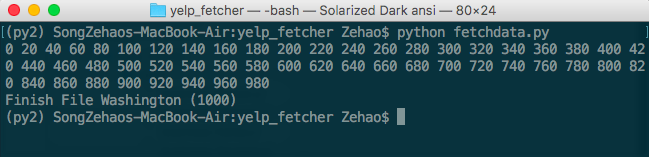 yelp_fetcher — -bash — Solarized Dark ansi — 80×24
[(py2) SongZehaos-MacBook-Air:yelp_fetcher Zehao$ python fetchdata.py ]
0 20 40 60 80 100 120 140 160 180 200 220 240 260 280 300 320 340 360 380 400 42
0 440 460 480 500 520 540 560 580 600 620 640 660 680 700 720 740 760 780 800 82
0 840 860 880 900 920 940 960 980
Finish File Washington (1000)
(py2) SongZehaos-MacBook-Air:yelp_fetcher Zehao$